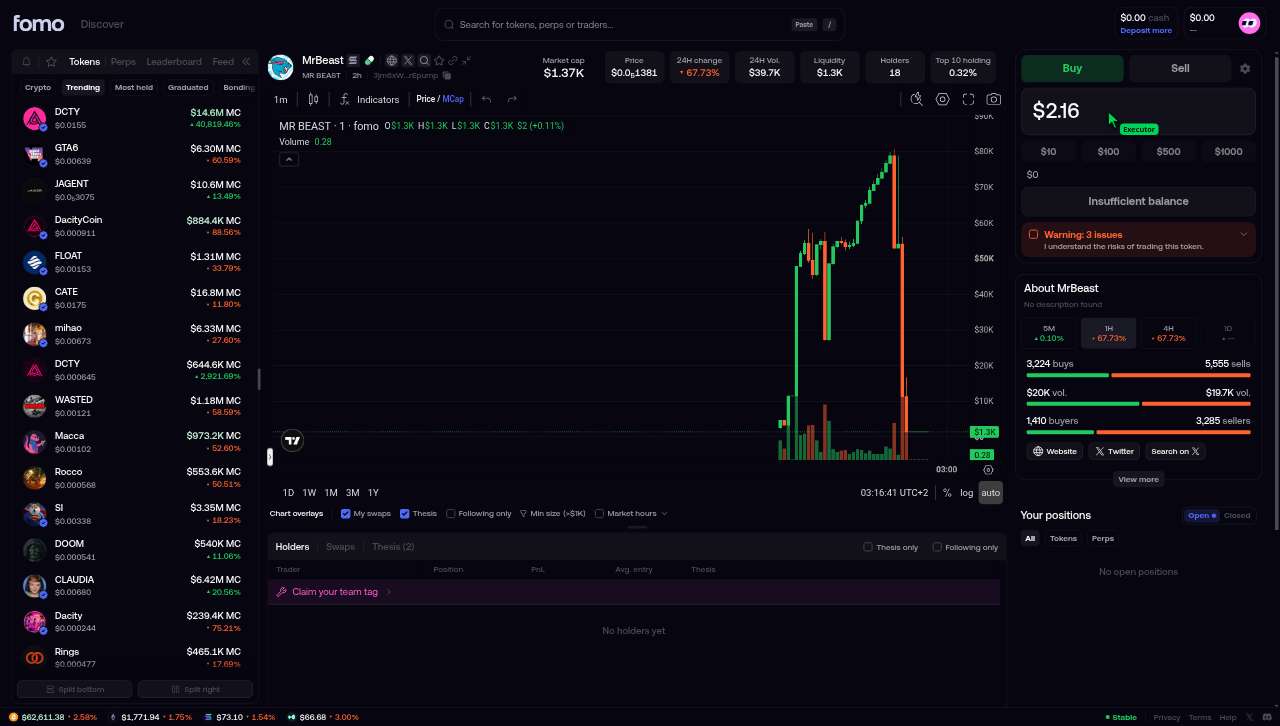 fomo Discover
Search for tokens, perps or traders... Paste /
$0.00 cash
Deposit more
$0.00
Tokens Perps Leaderboard Feed
Crypto Trending Most held Graduated Bonding
DCTY $14.6M MC
$0.0155 40,819.46%
GTA6 $6.30M MC
$0.00639 60.59%
JAGENT $10.6M MC
$0.0₅3075 13.49%
DacityCoin $884.4K MC
$0.000911 88.56%
FLOAT $1.31M MC
$0.00153 33.79%
CATE $16.8M MC
$0.0175 11.80%
mihao $6.33M MC
$0.00673 27.60%
DCTY $644.6K MC
$0.000645 2,921.69%
WASTED $1.18M MC
$0.00121 58.59%
Macca $973.2K MC
$0.00102 52.60%
Rocco $553.6K MC
$0.000568 50.51%
SI $3.35M MC
$0.00338 18.23%
DOOM $540K MC
$0.000541 11.06%
CLAUDIA $6.42M MC
$0.00680 20.56%
Dacity $239.4K MC
$0.000244 75.21%
Rings $465.1K MC
$0.000477 17.69%
Split bottom Split right
MrBeast
MR BEAST 2h 3jm6xW...rEpump
Market cap
$1.37K
Price
$0.0₅1381
24H change
67.73%
24H Vol.
$39.7K
Liquidity
$1.3K
Holders
18
Top 10 holding
0.32%
1m Indicators Price / MCap
MR BEAST · 1 · fomo O$1.3K H$1.3K L$1.3K C$1.3K $2 (+0.11%)
Volume 0.28
$90K
$80K
$70K
$60K
$50K
$40K
$30K
$20K
$10K
$1.3K
$0
0.28
03:00
1D 1W 1M 3M 1Y 03:16:41 UTC+2 % log auto
Chart overlays My swaps Thesis Following only Min size (>$1K) Market hours
Holders Swaps Thesis (2) Thesis only Following only
Trader Position PnL Avg. entry Thesis
Claim your team tag
No holders yet
Buy Sell
$2.16
Executor
$10 $100 $500 $1000
$0
Insufficient balance
Warning: 3 issues
I understand the risks of trading this token.
About MrBeast
No description found
5M 1H 4H 1D
0.10% 67.73% 67.73% —
3,224 buys 5,555 sells
$20K vol. $19.7K vol.
1,410 buyers 3,285 sellers
Website Twitter Search on X
View more
Your positions Open Closed
All Tokens Perps
No open positions
$62,611.38 2.58% $1,771.94 1.75% $73.10 1.54% $66.68 3.00%
Stable Privacy Terms Help